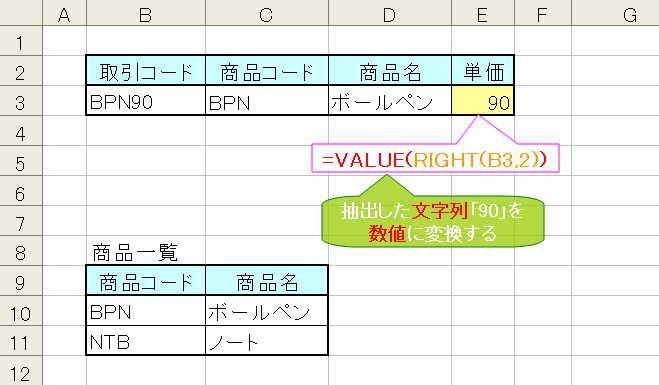 A B C D E F G
1
2 取引コード 商品コード 商品名 単価
3 BPN90 BPN ボールペン 90
4
5 =VALUE(RIGHT(B3,2))
6 抽出した文字列「90」を
7 数値に変換する
8 商品一覧
9 商品コード 商品名
10 BPN ボールペン
11 NTB ノート
12